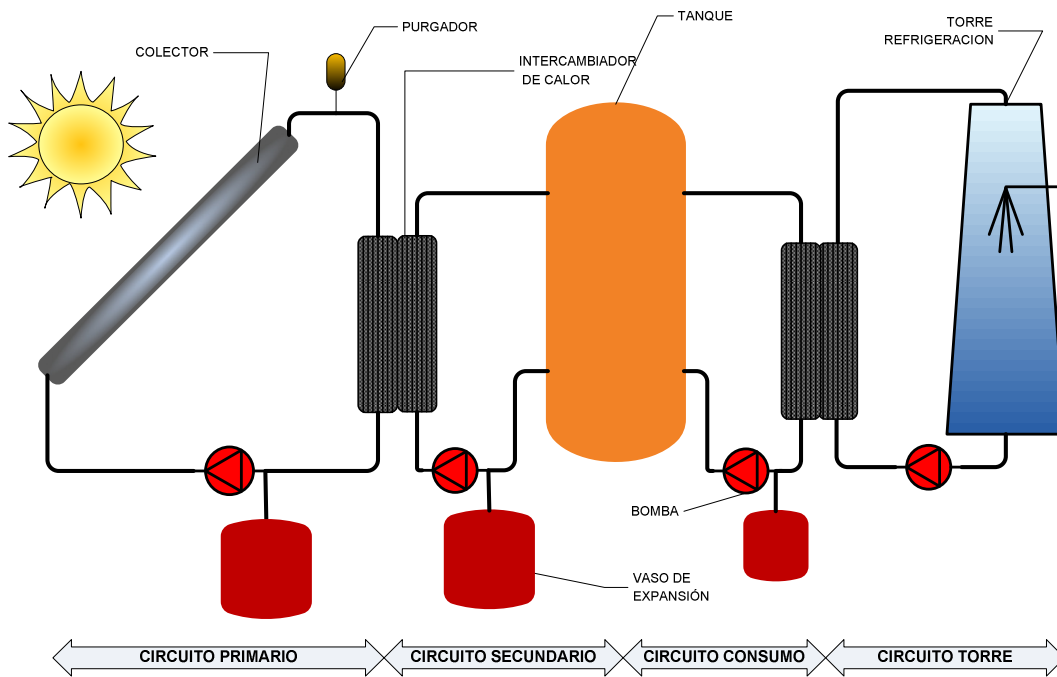 COLECTOR
PURGADOR
INTERCAMBIADOR
DE CALOR
TANQUE
TORRE
REFRIGERACION
BOMBA
VASO DE
EXPANSIÓN
CIRCUITO PRIMARIO
CIRCUITO SECUNDARIO
CIRCUITO CONSUMO
CIRCUITO TORRE